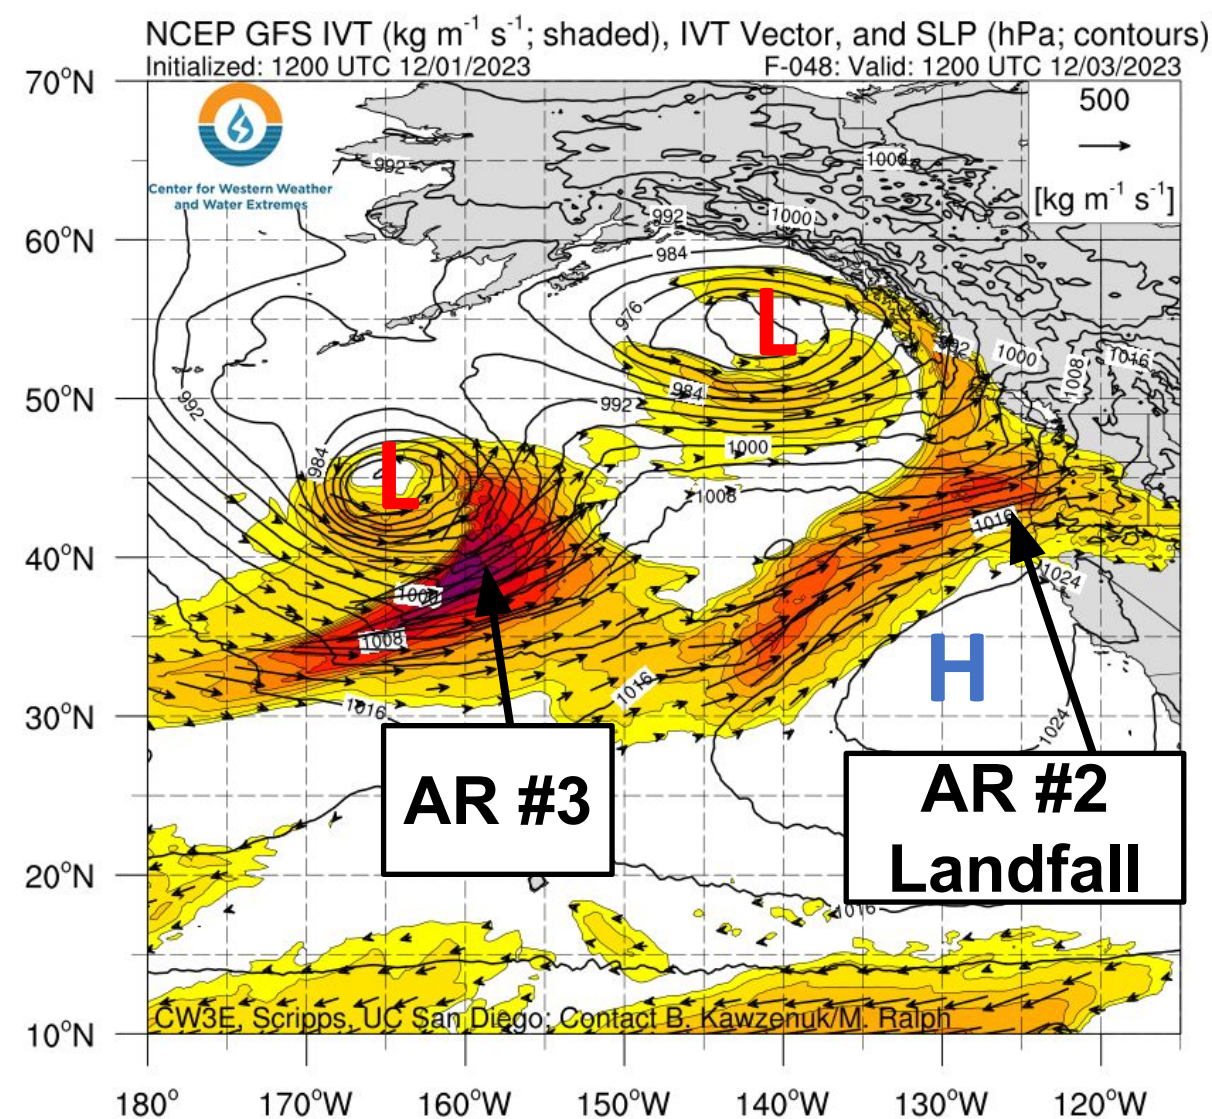 NCEP GFS IVT (kg m⁻¹ s⁻¹; shaded), IVT Vector, and SLP (hPa; contours)
Initialized: 1200 UTC 12/01/2023
F-048: Valid: 1200 UTC 12/03/2023
70°N
500
[kg m⁻¹ s⁻¹]
Center for Western Weather
and Water Extremes
992
1000
992
1000
60°N
984
L
976
992
1000
1016
1008
984
50°N
992
992
1000
984
L
1008
1016
40°N
1024
1000
1008
H
1016
1016
1024
30°N
AR #3
AR #2
Landfall
20°N
1016
CW3E, Scripps, UC San Diego; Contact B. Kawzenuk/M. Ralph
10°N
180°
170°W
160°W
150°W
140°W
130°W
120°W